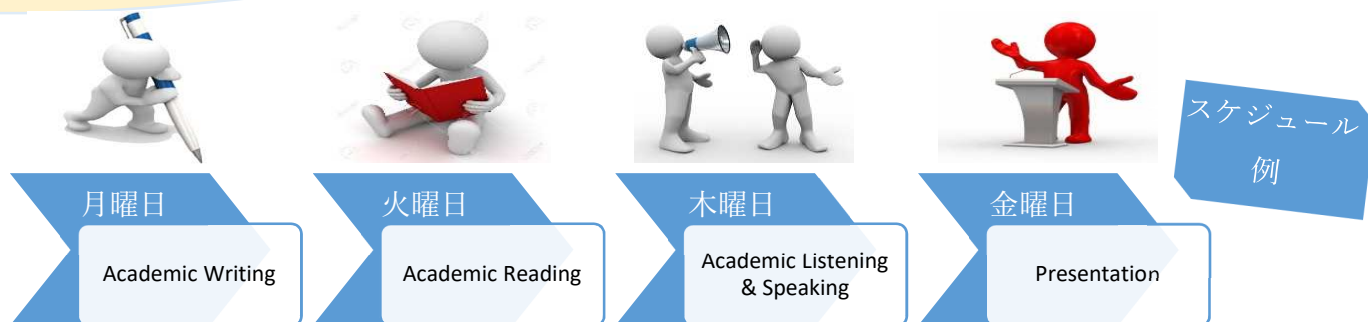 スケジュール
例
月曜日
Academic Writing
火曜日
Academic Reading
木曜日
Academic Listening
& Speaking
金曜日
Presentation